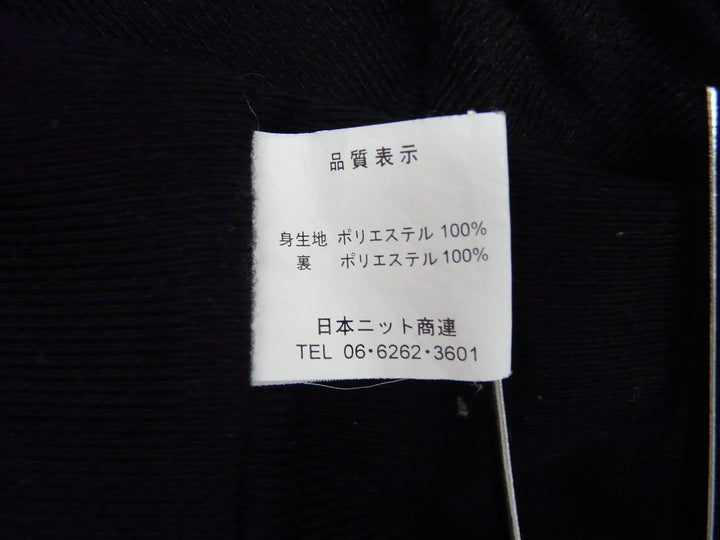 品質表示
身生地 ポリエステル 100%
裏 ポリエステル 100%
日本ニット商連
TEL 06・6262・3601